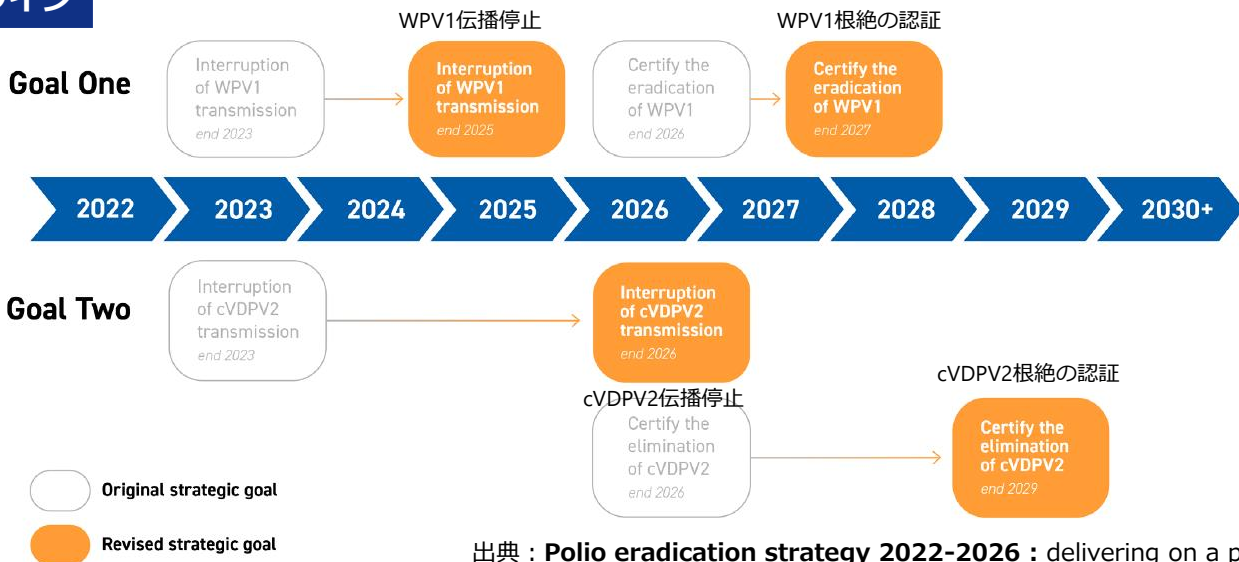 WPV1伝播停止
WPV1根絶の認証
Goal One
Interruption
of WPV1
transmission
end 2023
Interruption
of WPV1
transmission
end 2025
Certify the
eradication
of WPV1
end 2026
Certify the
eradication
of WPV1
end 2027
2022 2023 2024 2025 2026 2027 2028 2029 2030+
Goal Two
Interruption
of cVDPV2
transmission
end 2023
Interruption
of cVDPV2
transmission
end 2026
cVDPV2伝播停止
cVDPV2根絶の認証
Certify the
elimination
of cVDPV2
end 2026
Certify the
elimination
of cVDPV2
end 2029
Original strategic goal
Revised strategic goal
出典：Polio eradication strategy 2022-2026 : delivering on a p